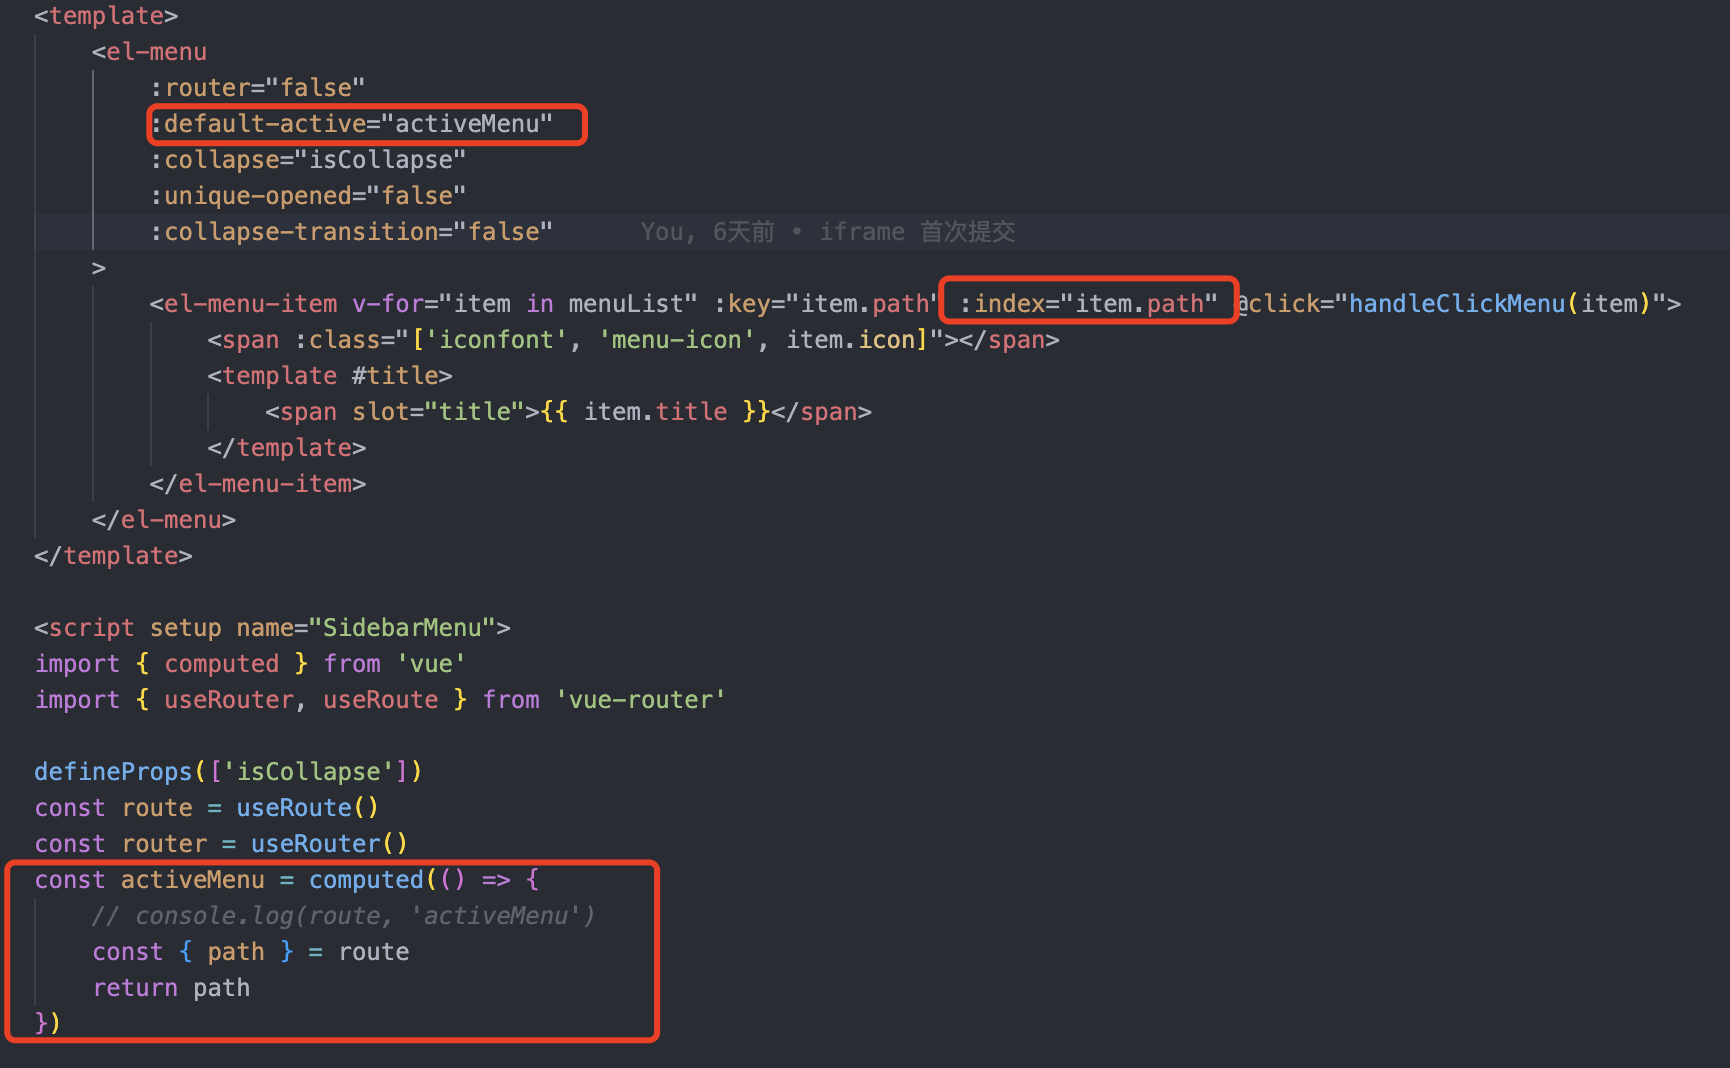 <template>
<el-menu
:router="false"
:default-active="activeMenu"
:collapse="isCollapse"
:unique-opened="false"
:collapse-transition="false" You, 6天前 • iframe 首次提交
>
<el-menu-item v-for="item in menuList" :key="item.path" :index="item.path" @click="handleClickMenu(item)">
<span :class="['iconfont', 'menu-icon', item.icon]"></span>
<template #title>
<span slot="title">{{ item.title }}</span>
</template>
</el-menu-item>
</el-menu>
</template>
<script setup name="SidebarMenu">
import { computed } from 'vue'
import { useRouter, useRoute } from 'vue-router'
defineProps(['isCollapse'])
const route = useRoute()
const router = useRouter()
const activeMenu = computed(() => {
// console.log(route, 'activeMenu')
const { path } = route
return path
})